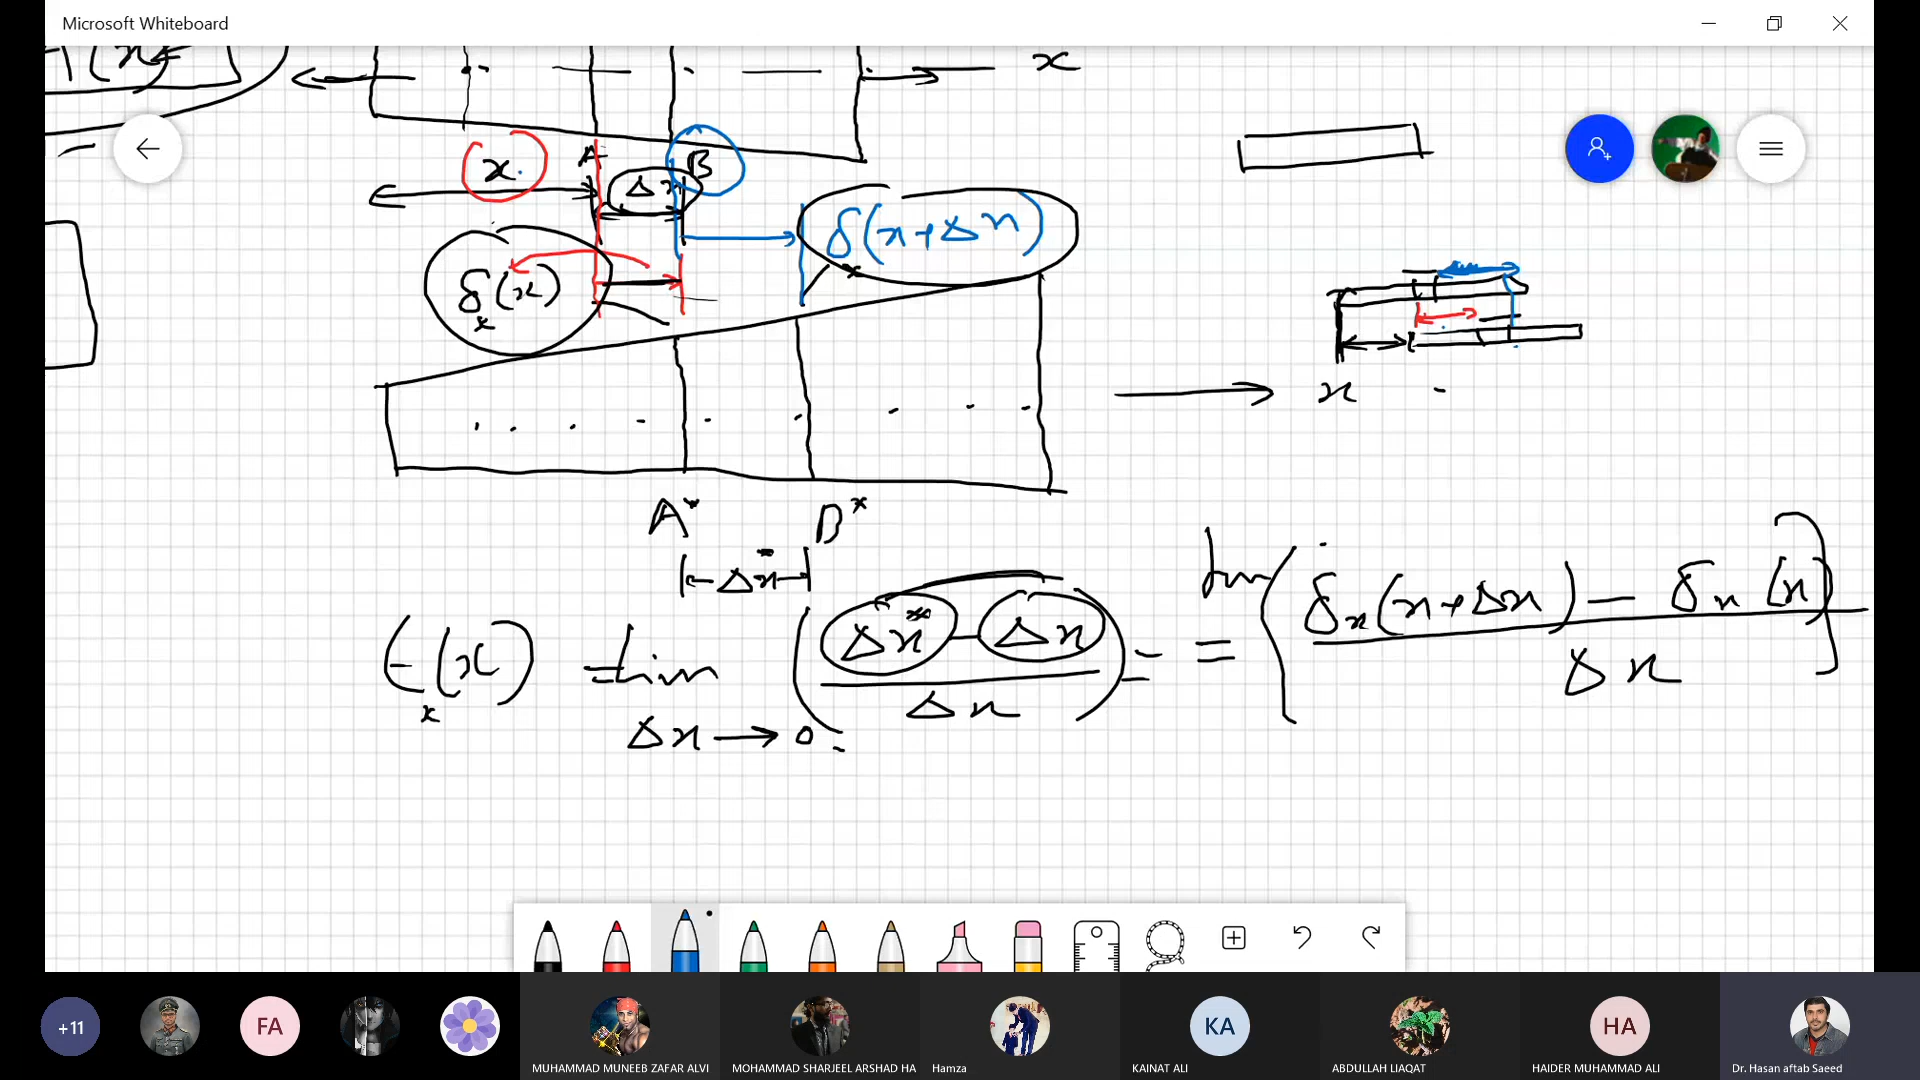 Microsoft Whiteboard
x
x
A
B
Δx
δ(x+Δx)
x
δx(x)
x
A*
B*
Δx*
ϵx(x) = lim Δx→0 (Δx* - Δx / Δx) = = lim (δx(x+Δx) - δx(x) / Δx)
+11
FA
KA
HA
MUHAMMAD MUNEEB ZAFAR ALVI
MOHAMMAD SHARJEEL ARSHAD HA
Hamza
KAINAT ALI
ABDULLAH LIAQAT
HAIDER MUHAMMAD ALI
Dr. Hasan aftab Saeed